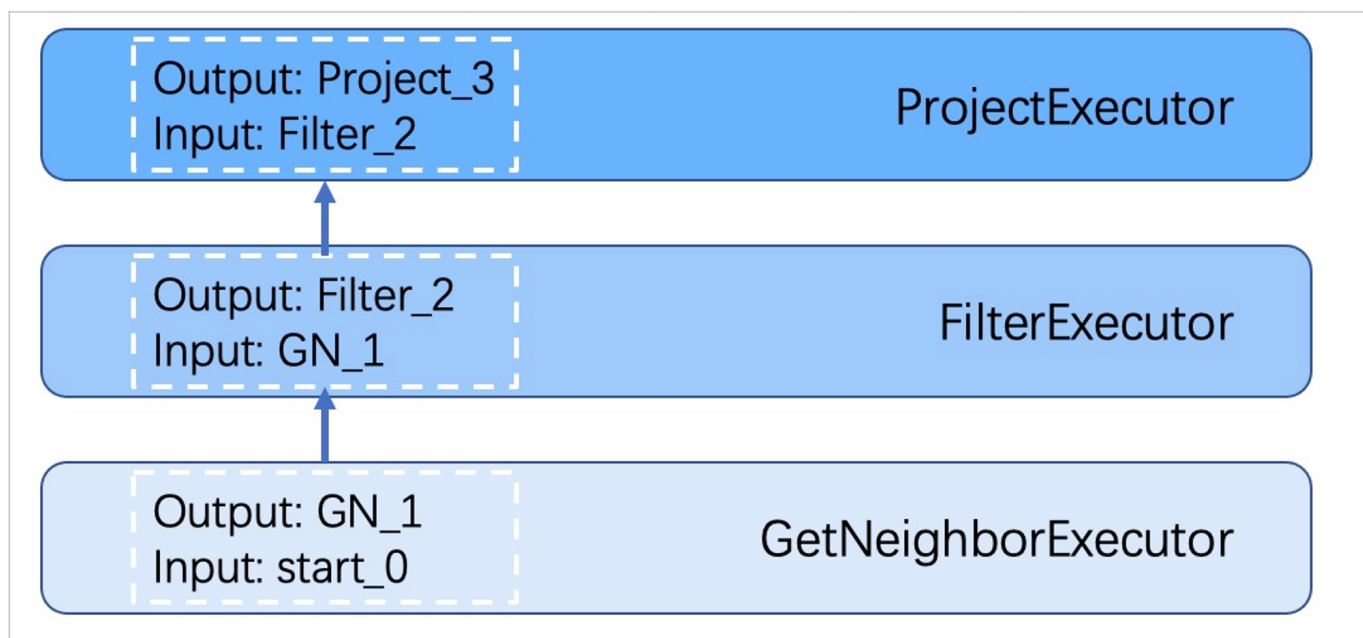 Output: Project_3
Input: Filter_2
ProjectExecutor
Output: Filter_2
Input: GN_1
FilterExecutor
Output: GN_1
Input: start_0
GetNeighborExecutor